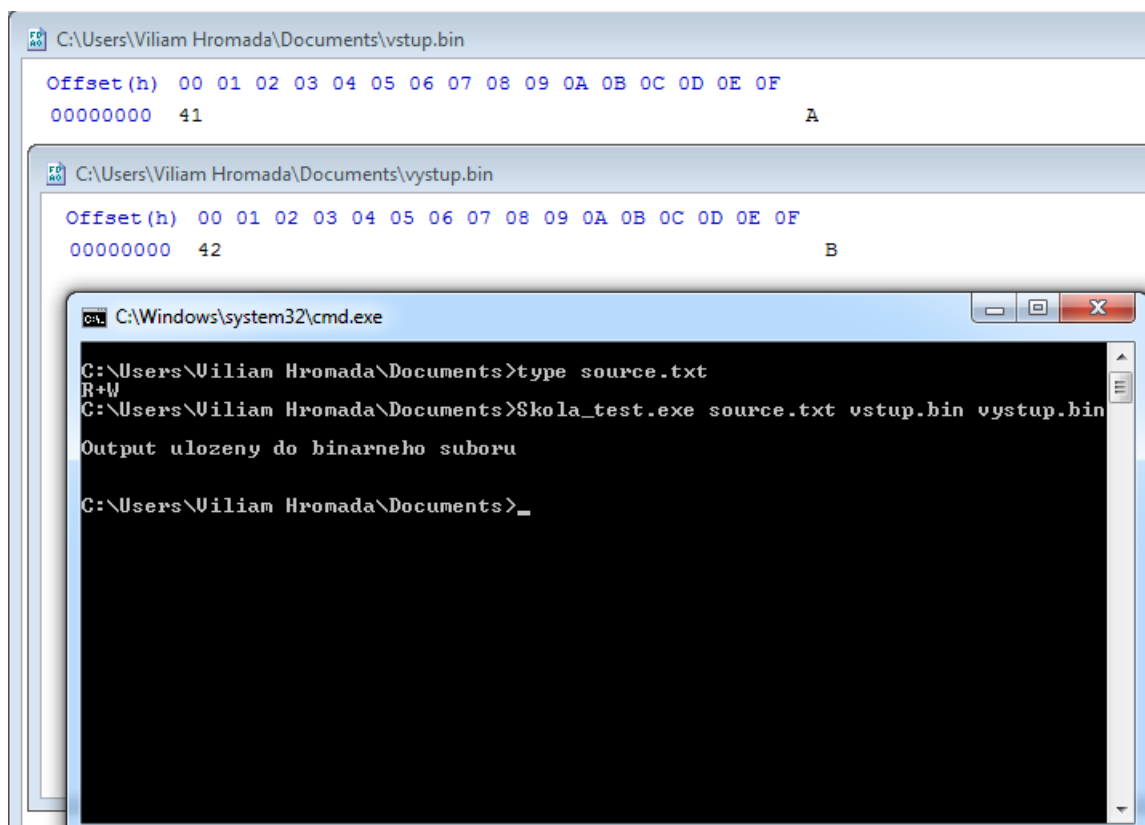 C:\Users\Viliam Hromada\Documents\vstup.bin
Offset(h) 00 01 02 03 04 05 06 07 08 09 0A 0B 0C 0D 0E 0F
00000000 41 A
C:\Users\Viliam Hromada\Documents\vystup.bin
Offset(h) 00 01 02 03 04 05 06 07 08 09 0A 0B 0C 0D 0E 0F
00000000 42 B
C:\Windows\system32\cmd.exe
C:\Users\Viliam Hromada\Documents>type source.txt
R+W
C:\Users\Viliam Hromada\Documents>Skola_test.exe source.txt vstup.bin vystup.bin
Output ulozeny do binarneho suboru
C:\Users\Viliam Hromada\Documents>_